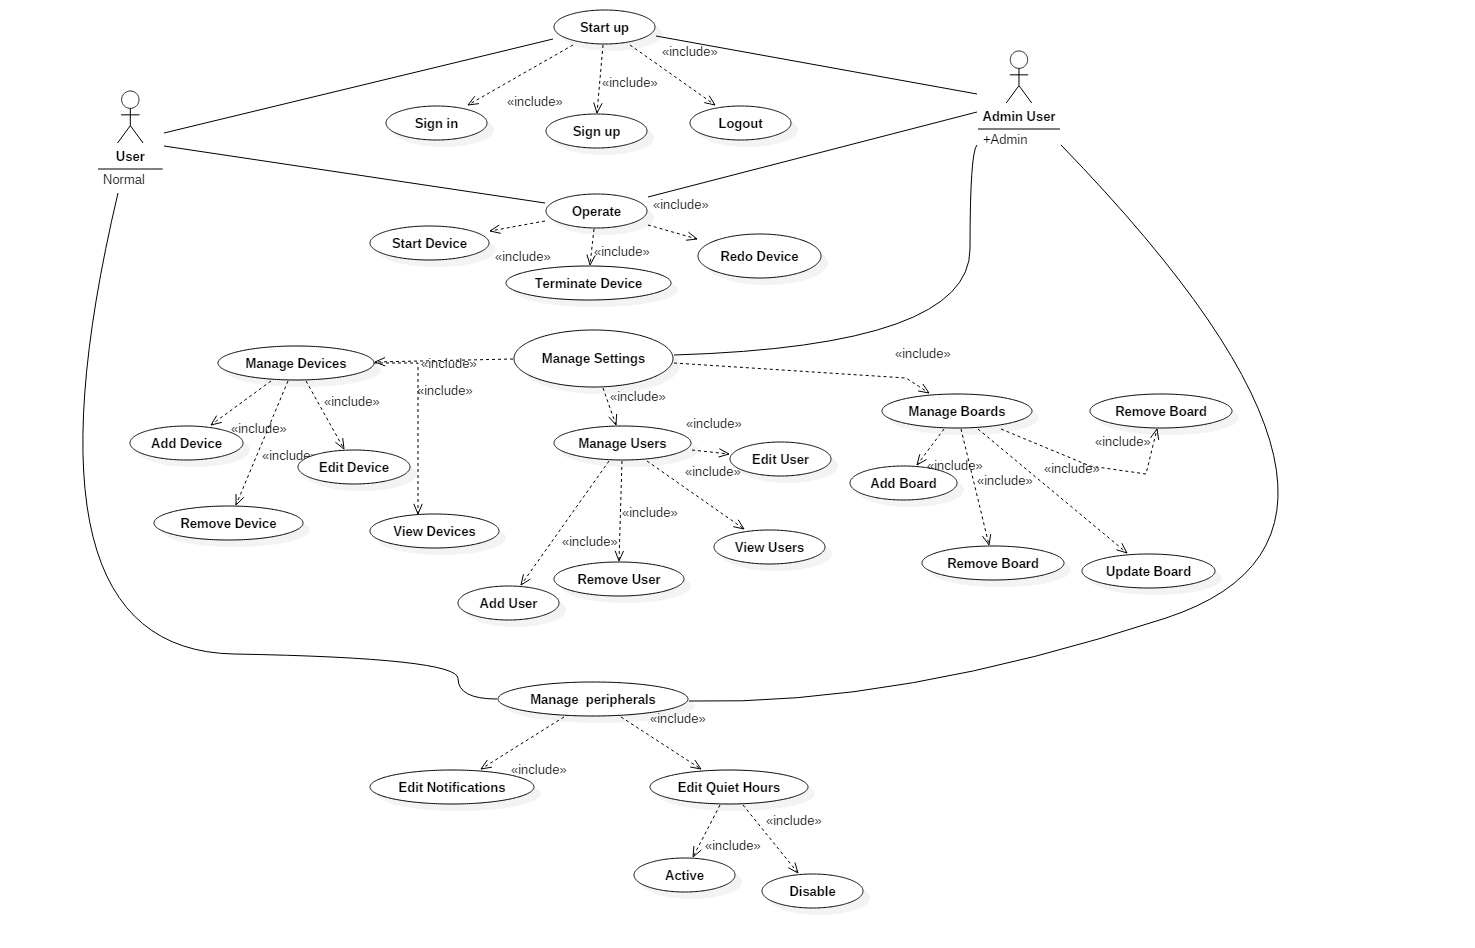 Start up
«include»
«include»
«include»
Sign in
Sign up
Logout
User
Normal
Admin User
+Admin
Operate
«include»
Start Device
«include»
«include»
Redo Device
Terminate Device
Manage Settings
«include»
Manage Devices
«include»
«include»
«include»
«include»
Add Device
«include»
«include»
Edit Device
Remove Device
View Devices
Manage Users
«include»
Edit User
«include»
«include»
View Users
«include»
Remove User
Add User
Manage Boards
Remove Board
«include»
«include»
«include»
«include»
Add Board
Remove Board
Update Board
Manage  peripherals
«include»
«include»
Edit Notifications
Edit Quiet Hours
«include»
«include»
Active
Disable